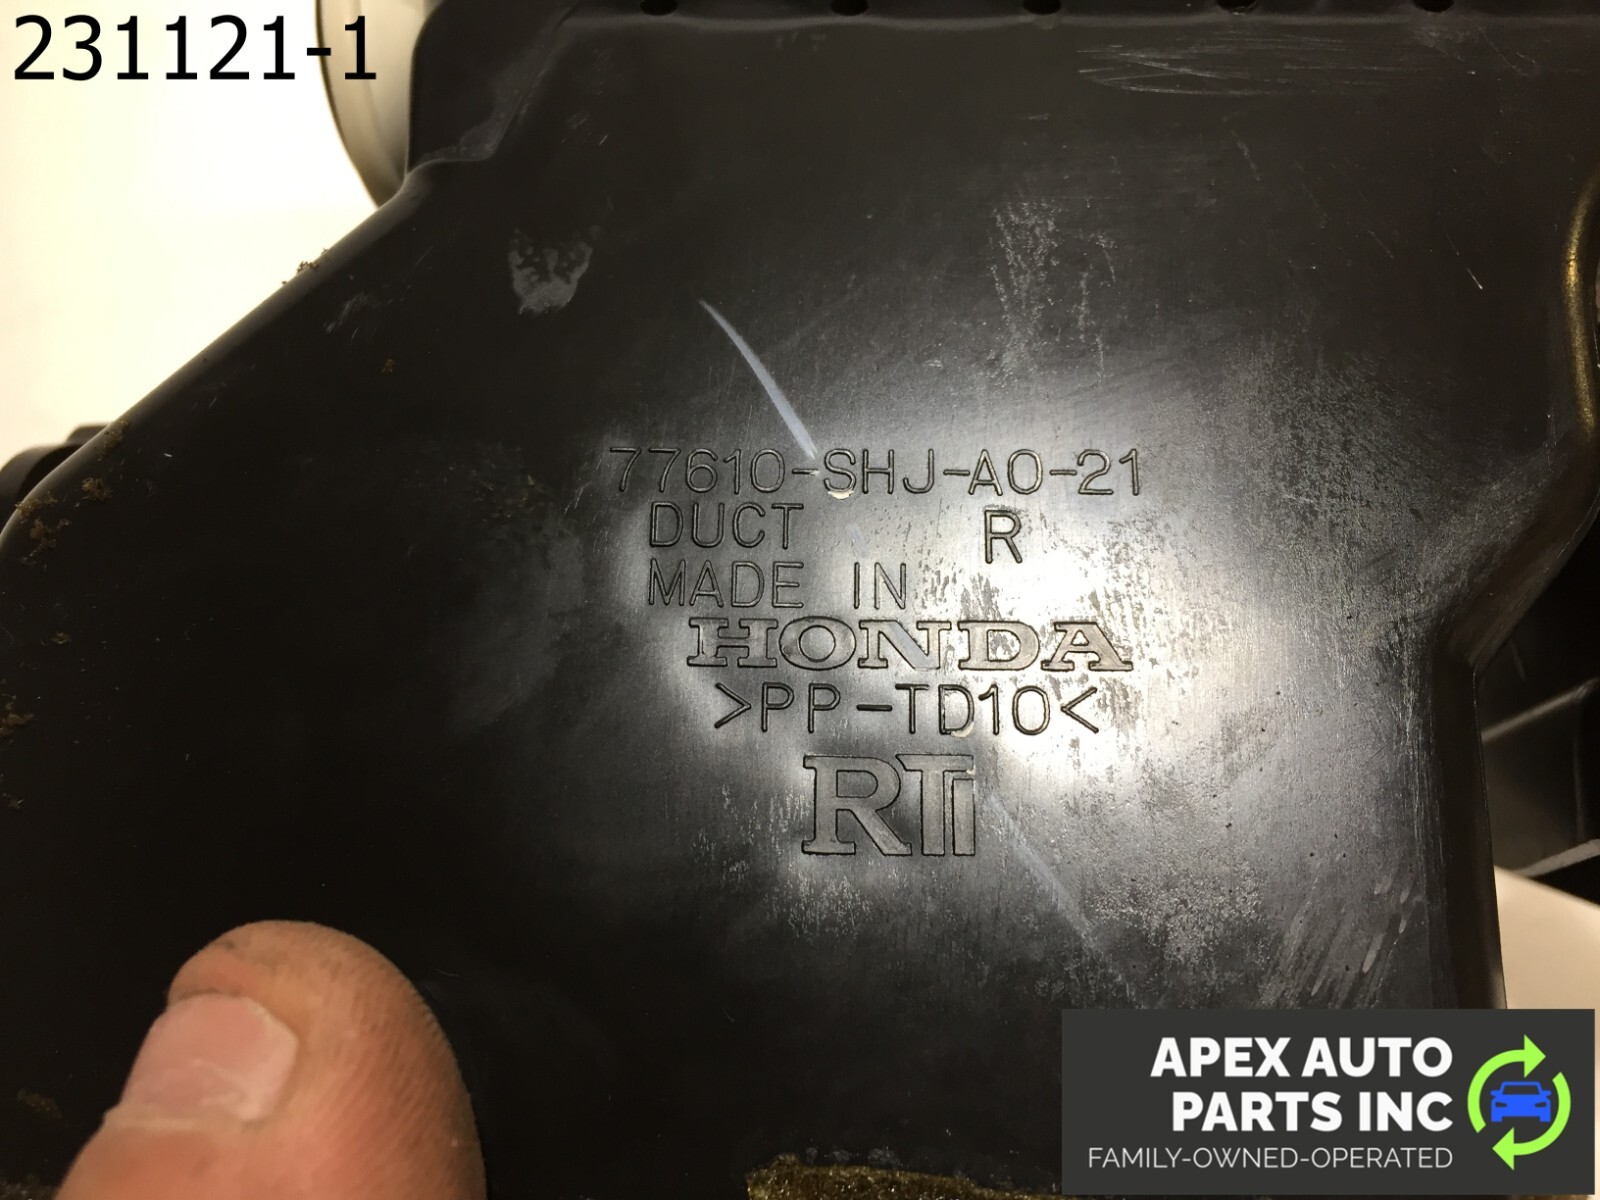 231121-1
77610-SHJ-A0-21
DUCT R
MADE IN
HONDA
>PP-TD10<
RTi
APEX AUTO
PARTS INC
FAMILY-OWNED-OPERATED